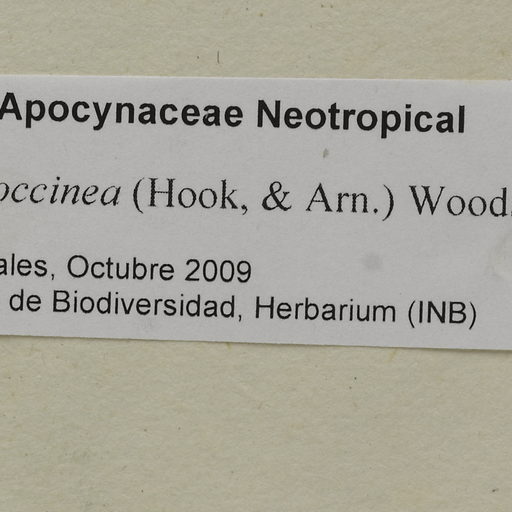 Apocynaceae Neotropical
occinea (Hook, & Arn.) Wood.
ales, Octubre 2009
de Biodiversidad, Herbarium (INB)